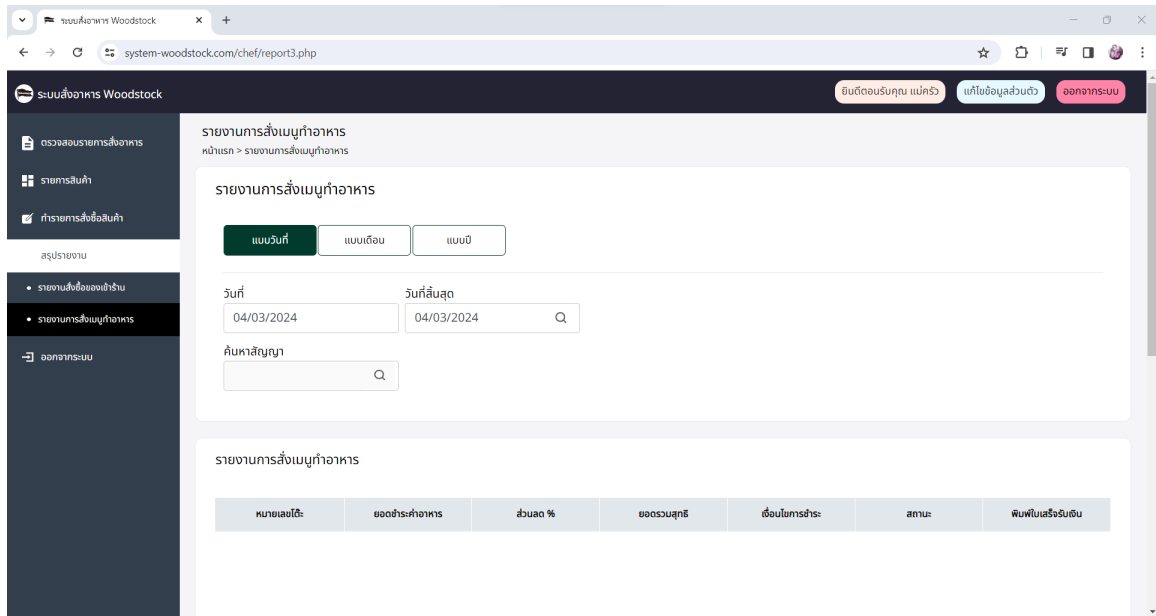 ระบบสั่งอาหาร Woodstock
system-woodstock.com/chef/report3.php
ระบบสั่งอาหาร Woodstock
ยินดีตอนรับคุณ แม่ครัว
แก้ไขข้อมูลส่วนตัว
ออกจากระบบ
ตรวจสอบรายการสั่งอาหาร
รายการสินค้า
ทำรายการสั่งซื้อสินค้า
สรุปรายงาน
รายงานสั่งซื้อของเข้าร้าน
รายงานการสั่งเมนูทำอาหาร
ออกจากระบบ
รายงานการสั่งเมนูทำอาหาร
หน้าแรก > รายงานการสั่งเมนูทำอาหาร
รายงานการสั่งเมนูทำอาหาร
แบบวันที่ แบบเดือน แบบปี
วันที่ วันที่สิ้นสุด
04/03/2024 04/03/2024
ค้นหาสัญญา
รายงานการสั่งเมนูทำอาหาร
หมายเลขโต๊ะ ยอดชำระค่าอาหาร ส่วนลด % ยอดรวมสุทธิ เงื่อนไขการชำระ สถานะ พิมพ์ใบเสร็จรับเงิน